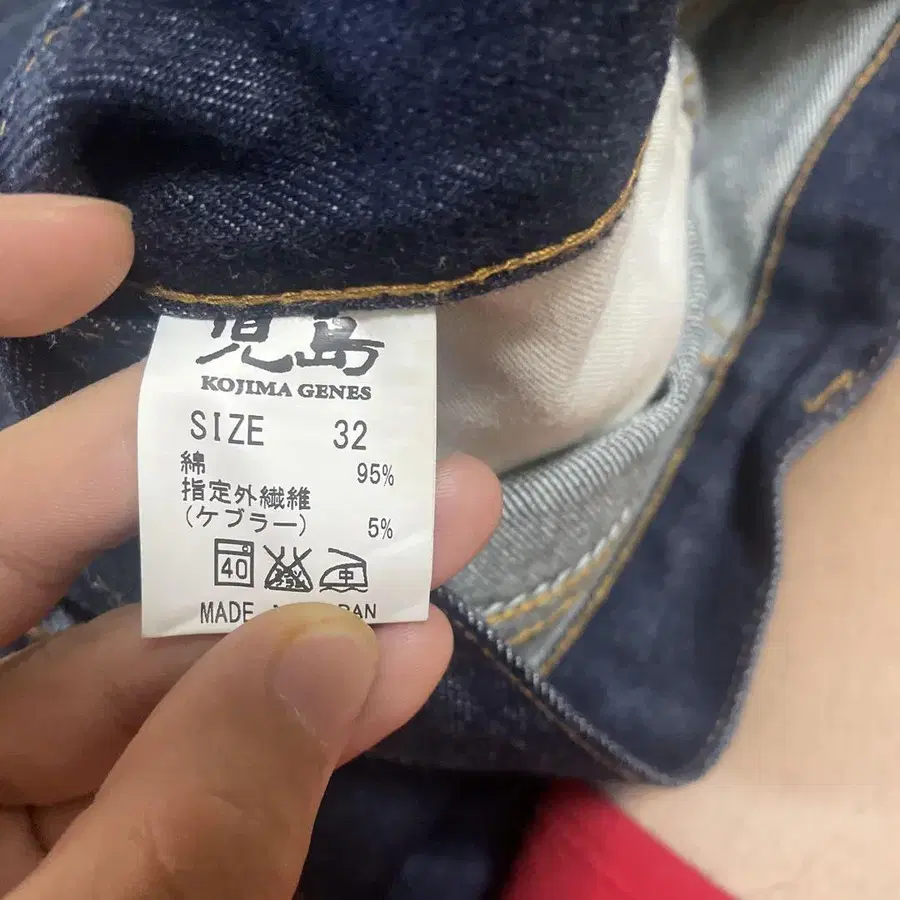 児島
KOJIMA GENES
SIZE 32
綿 95%
指定外繊維
(ケブラー) 5%
40 中
MADE